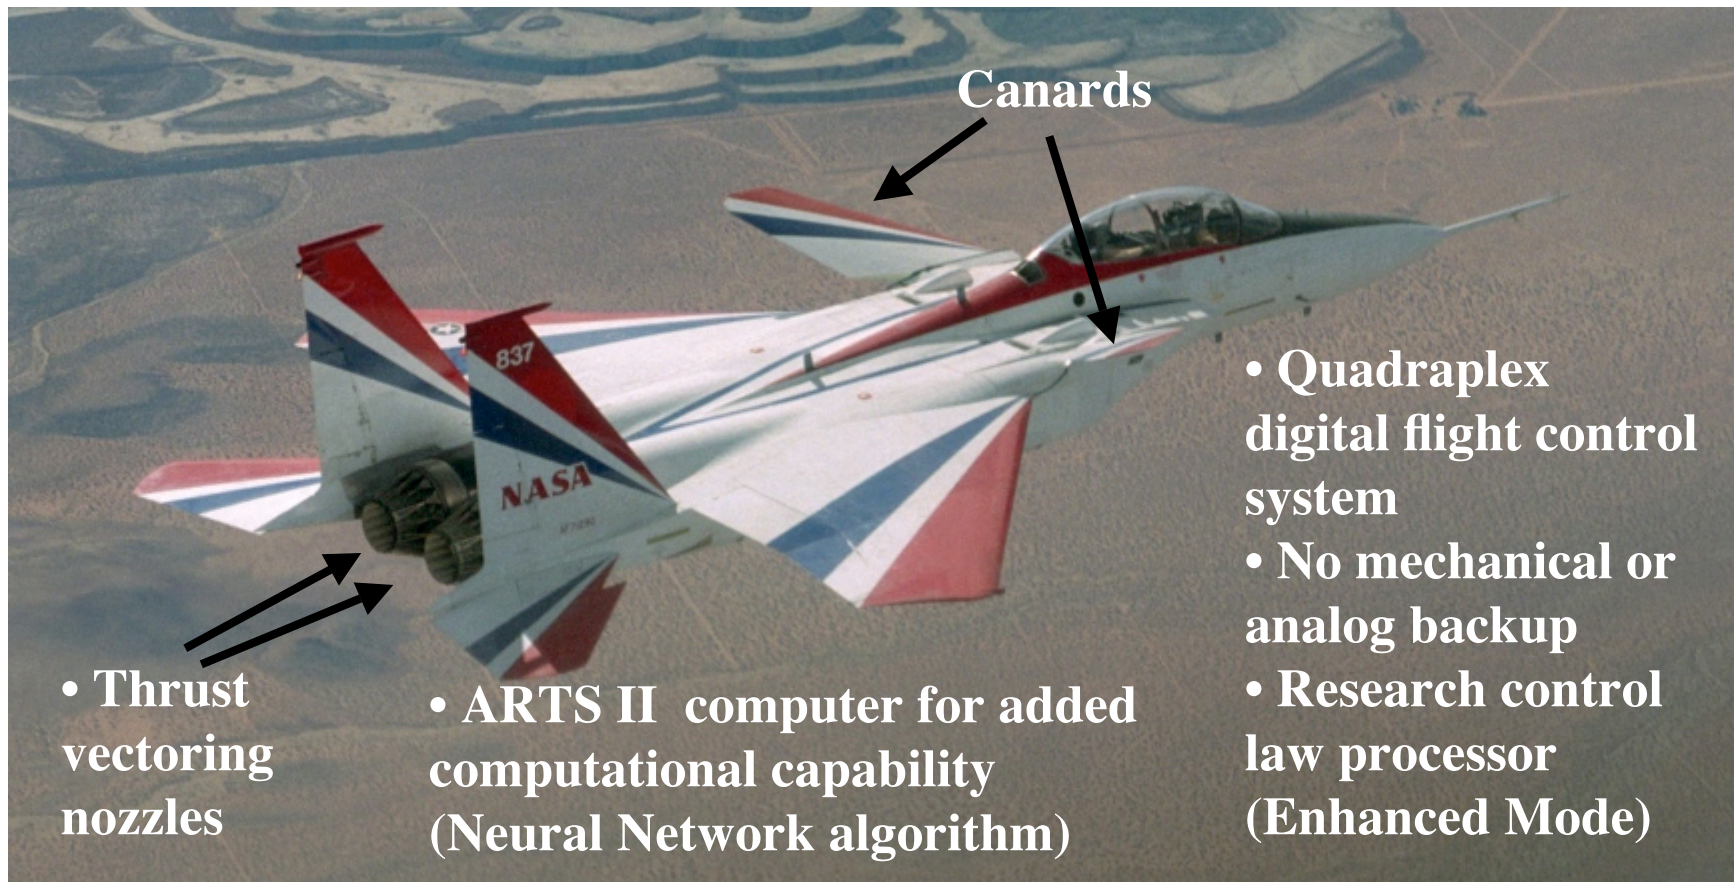 Canards
837
NASA
• Quadraplex
digital flight control
system
• No mechanical or
analog backup
• Research control
law processor
(Enhanced Mode)
• Thrust
vectoring
nozzles
• ARTS II computer for added
computational capability
(Neural Network algorithm)